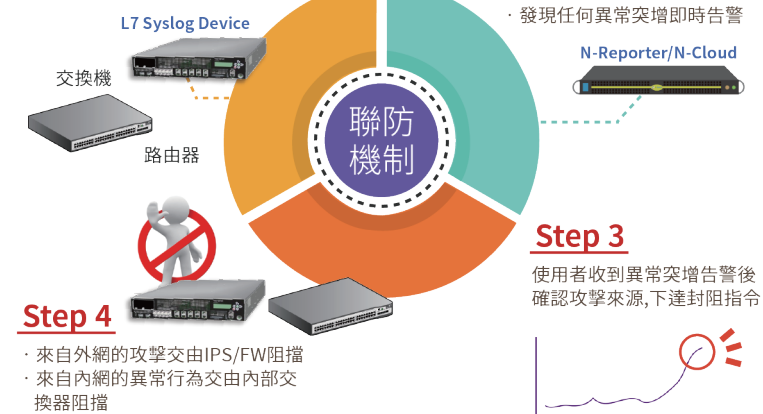 L7 Syslog Device
交換機
路由器
聯防
機制
· 發現任何異常突增即時告警
N-Reporter/N-Cloud
Step 3
使用者收到異常突增告警後
確認攻擊來源,下達封阻指令
Step 4
· 來自外網的攻擊交由IPS/FW阻擋
· 來自內網的異常行為交由內部交
換器阻擋